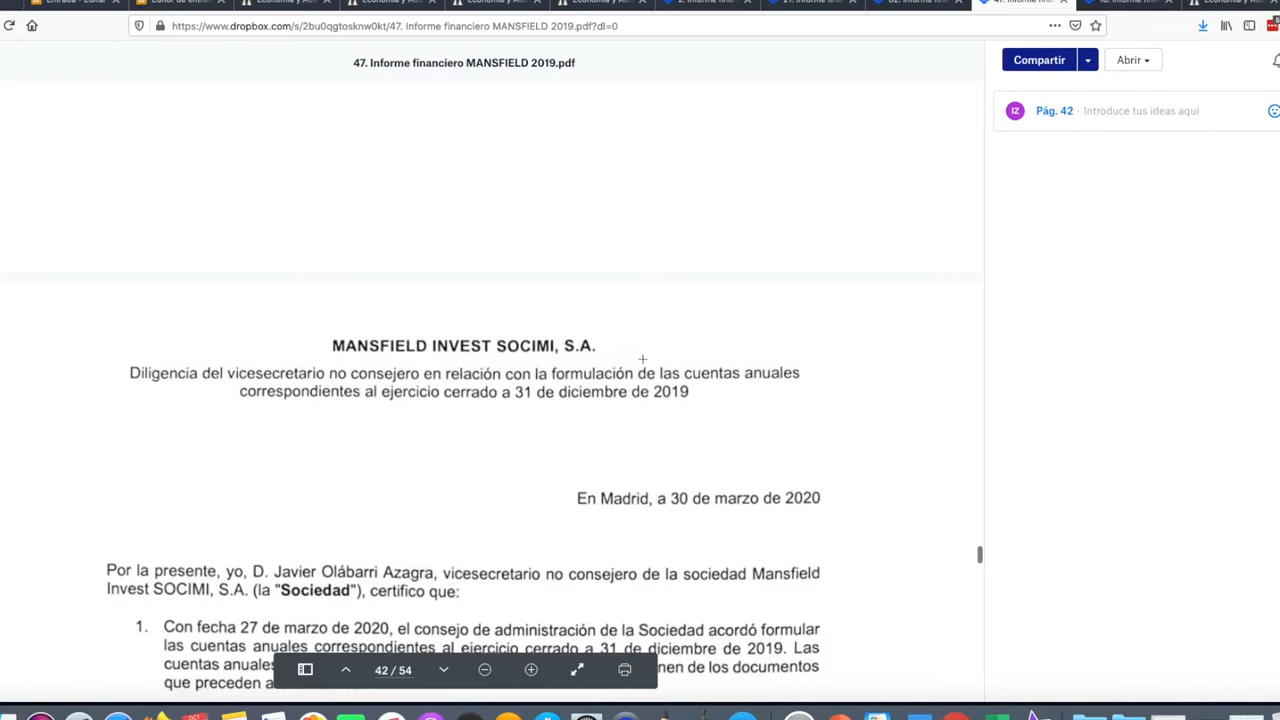 https://www.dropbox.com/s/2bu0qgtosknw0kt/47. Informe financiero MANSFIELD 2019.pdf?dl=0
47. Informe financiero MANSFIELD 2019.pdf
Compartir
Abrir
IZ
Pág. 42 · Introduce tus ideas aquí
MANSFIELD INVEST SOCIMI, S.A.
Diligencia del vicesecretario no consejero en relación con la formulación de las cuentas anuales
correspondientes al ejercicio cerrado a 31 de diciembre de 2019
En Madrid, a 30 de marzo de 2020
Por la presente, yo, D. Javier Olábarri Azagra, vicesecretario no consejero de la sociedad Mansfield
Invest SOCIMI, S.A. (la "Sociedad"), certifico que:
1. Con fecha 27 de marzo de 2020, el consejo de administración de la Sociedad acordó formular
las cuentas anuales correspondientes al ejercicio cerrado a 31 de diciembre de 2019. Las
cuentas anuales nen de los documentos
que preceden a
42 / 54